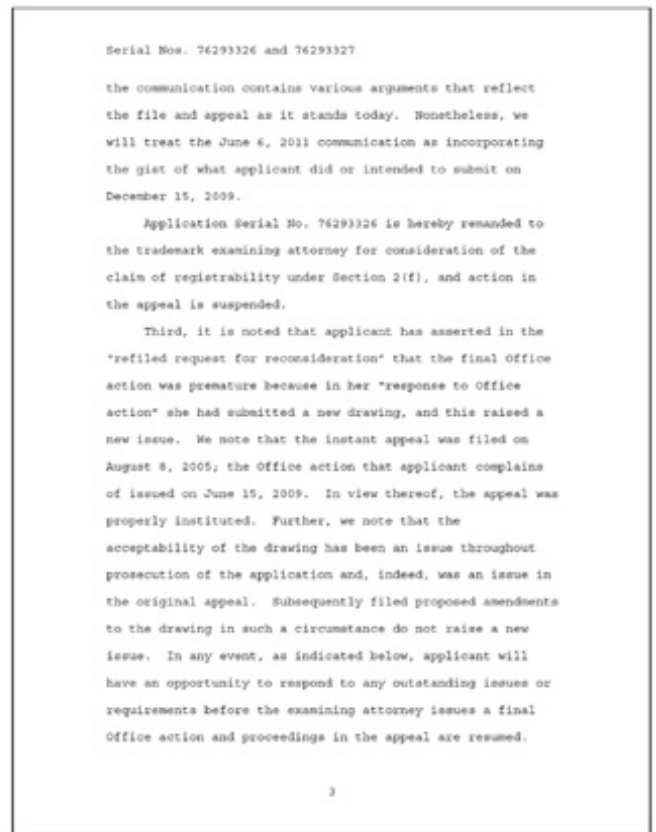 Serial Nos. 76293326 and 76293327
the communication contains various arguments that reflect
the file and appeal as it stands today. Nonetheless, we
will treat the June 6, 2011 communication as incorporating
the gist of what applicant did or intended to submit on
December 15, 2009.
Application Serial No. 76293326 is hereby remanded to
the trademark examining attorney for consideration of the
claim of registrability under Section 2(f), and action in
the appeal is suspended.
Third, it is noted that applicant has asserted in the
"refiled request for reconsideration" that the final Office
action was premature because in her "response to Office
action" she had submitted a new drawing, and this raised a
new issue. We note that the instant appeal was filed on
August 8, 2005; the Office action that applicant complains
of issued on June 15, 2009. In view thereof, the appeal was
properly instituted. Further, we note that the
acceptability of the drawing has been an issue throughout
prosecution of the application and, indeed, was an issue in
the original appeal. Subsequently filed proposed amendments
to the drawing in such a circumstance do not raise a new
issue. In any event, as indicated below, applicant will
have an opportunity to respond to any outstanding issues or
requirements before the examining attorney issues a final
Office action and proceedings in the appeal are resumed.
3